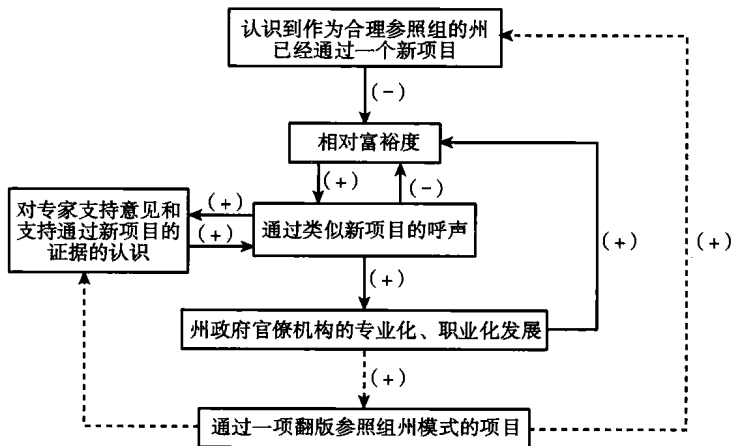 认识到作为合理参照组的州
已经通过一个新项目
(-)
相对富裕度
(+)
(-)
对专家支持意见和
支持通过新项目的
证据的认识
(+)
(+)
通过类似新项目的呼声
(+)
(+)
(+)
州政府官僚机构的专业化、职业化发展
(+)
通过一项翻版参照组州模式的项目